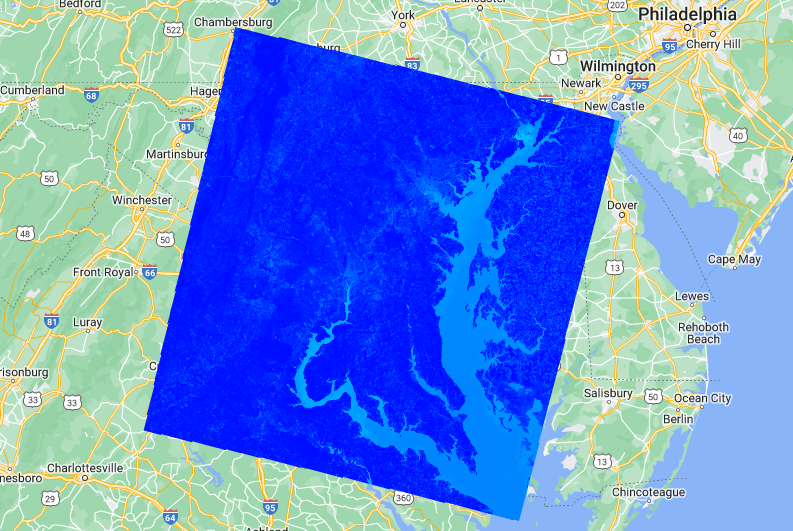 Bedford
Chambersburg
York
Lancaster
202
Philadelphia
522
burg
83
1
95
Cherry Hill
Wilmington
Cumberland
68
Hager
Newark
295
New Castle
81
40
Martinsburg
50
Winchester
Dover
48
50
Front Royal
66
13
Cape May
Lewes
81
Luray
Rehoboth
Beach
risonburg
33
33
Salisbury
50
Ocean City
Berlin
Charlottesville
13
nesboro
Chincoteague
29
64
95
360